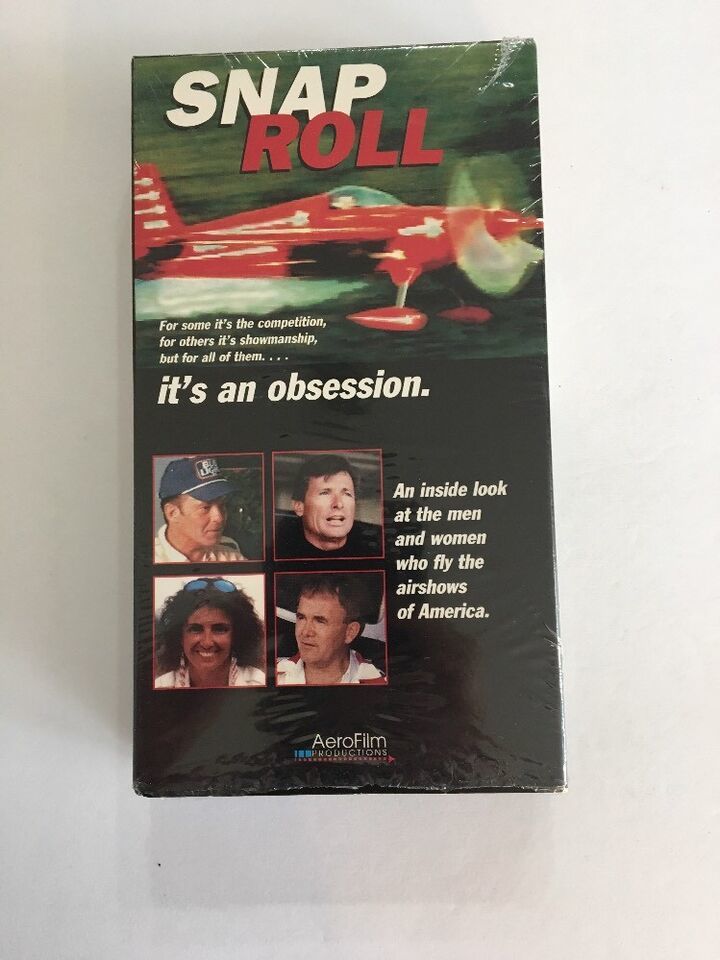 SNAP
ROLL
For some it's the competition,
for others it's showmanship,
but for all of them. . . .
it's an obsession.
An inside look
at the men
and women
who fly the
airshows
of America.
AeroFilm
PRODUCTIONS